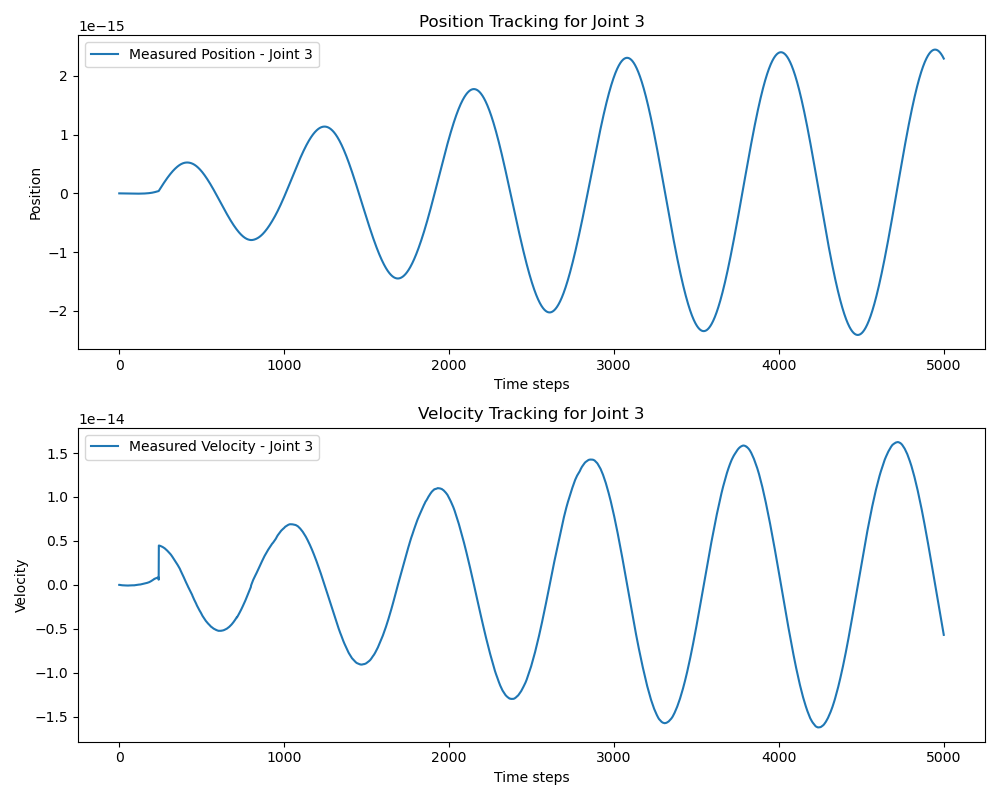 Position Tracking for Joint 3
1e−15
Measured Position - Joint 3
Position
2
1
0
−1
−2
0 1000 2000 3000 4000 5000
Time steps
Velocity Tracking for Joint 3
1e−14
Measured Velocity - Joint 3
Velocity
1.5
1.0
0.5
0.0
−0.5
−1.0
−1.5
0 1000 2000 3000 4000 5000
Time steps